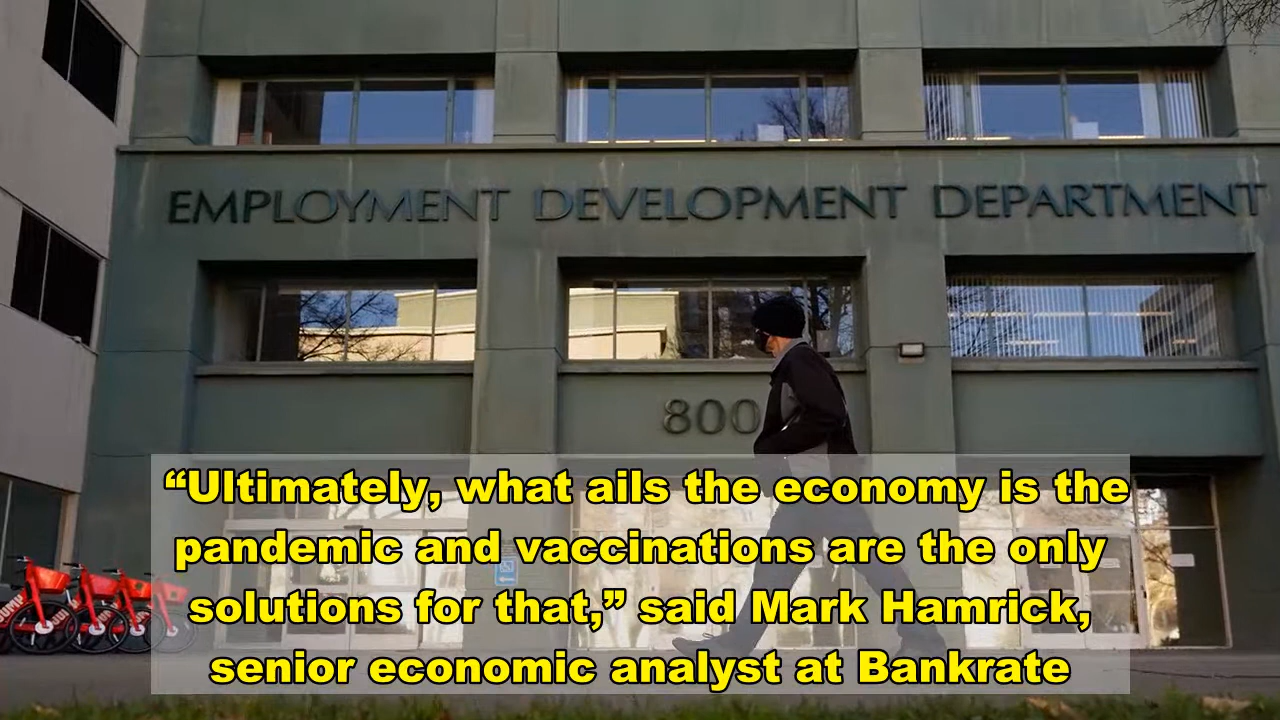 EMPLOYMENT DEVELOPMENT DEPARTMENT
800
“Ultimately, what ails the economy is the
pandemic and vaccinations are the only
solutions for that,” said Mark Hamrick,
senior economic analyst at Bankrate